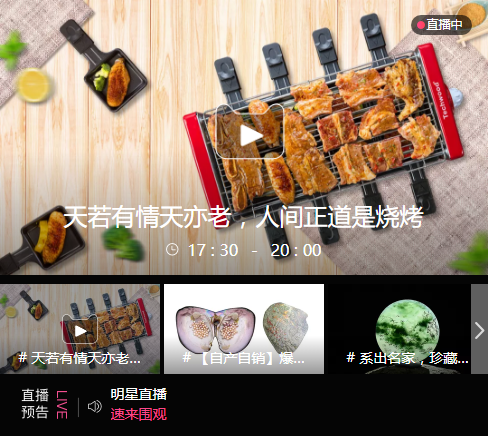 直播中
天若有情天亦老，人间正道是烧烤
17 : 30 - 20 : 00
# 天若有情天亦老...
# 【自产自销】爆...
# 系出名家，珍藏...
直播
预告
LIVE
明星直播
速来围观